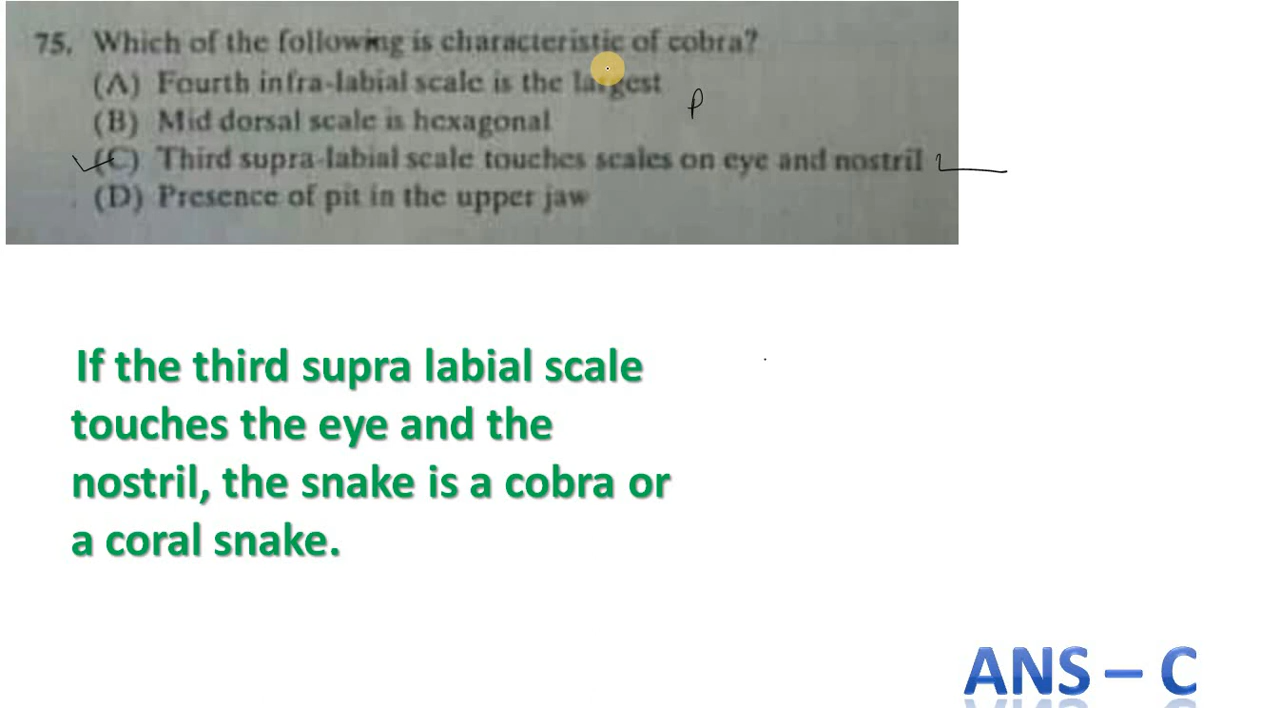 75. Which of the following is characteristic of cobra?
(A) Fourth infra-labial scale is the largest
(B) Mid dorsal scale is hexagonal
(C) Third supra-labial scale touches scales on eye and nostril
(D) Presence of pit in the upper jaw
If the third supra labial scale
touches the eye and the
nostril, the snake is a cobra or
a coral snake.
ANS – C